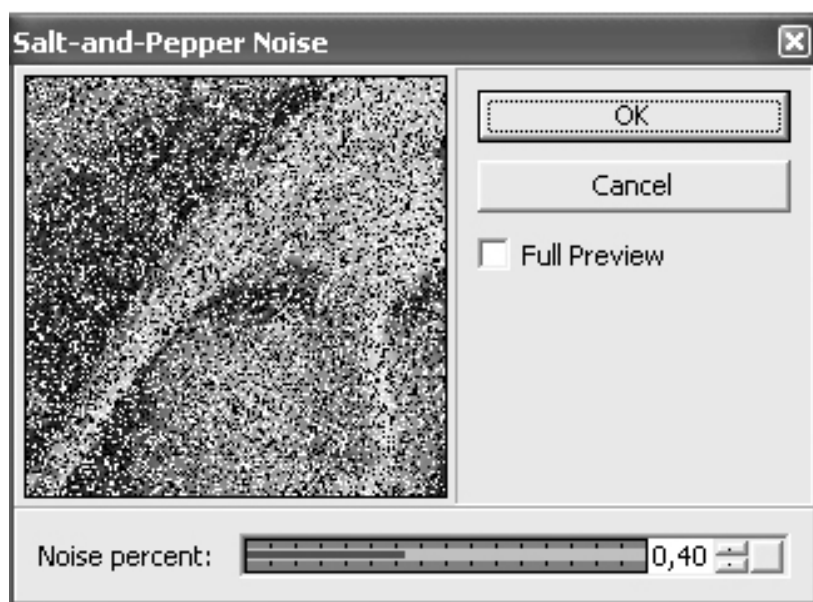 Salt-and-Pepper Noise
OK
Cancel
Full Preview
Noise percent: 0,40